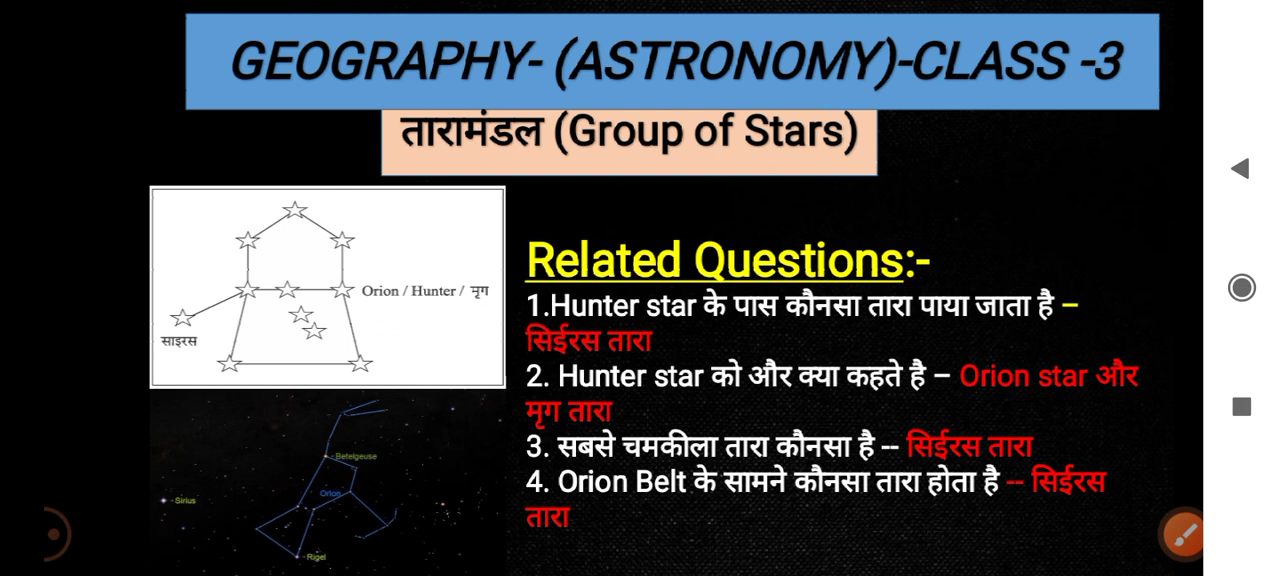 GEOGRAPHY- (ASTRONOMY)-CLASS -3
तारामंडल (Group of Stars)
Orion / Hunter / मृग
साइरस
Betelgeuse
Orion
Sirius
Rigel
Related Questions:-
1.Hunter star के पास कौनसा तारा पाया जाता है –
सिईरस तारा
2. Hunter star को और क्या कहते है – Orion star और
मृग तारा
3. सबसे चमकीला तारा कौनसा है -- सिईरस तारा
4. Orion Belt के सामने कौनसा तारा होता है -- सिईरस
तारा